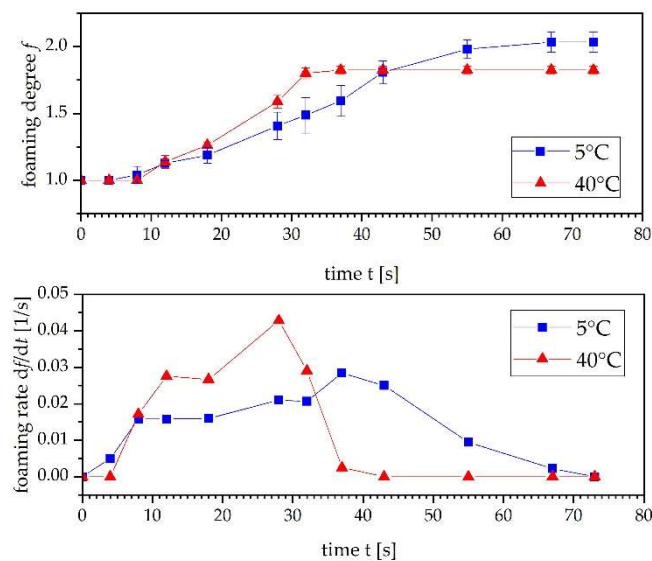 2.0
1.5
1.0
foaming degree f
5°C
40°C
0 10 20 30 40 50 60 70 80
time t [s]
0.05
0.04
0.03
0.02
0.01
0.00
foaming rate df/dt [1/s]
5°C
40°C
0 10 20 30 40 50 60 70 80
time t [s]